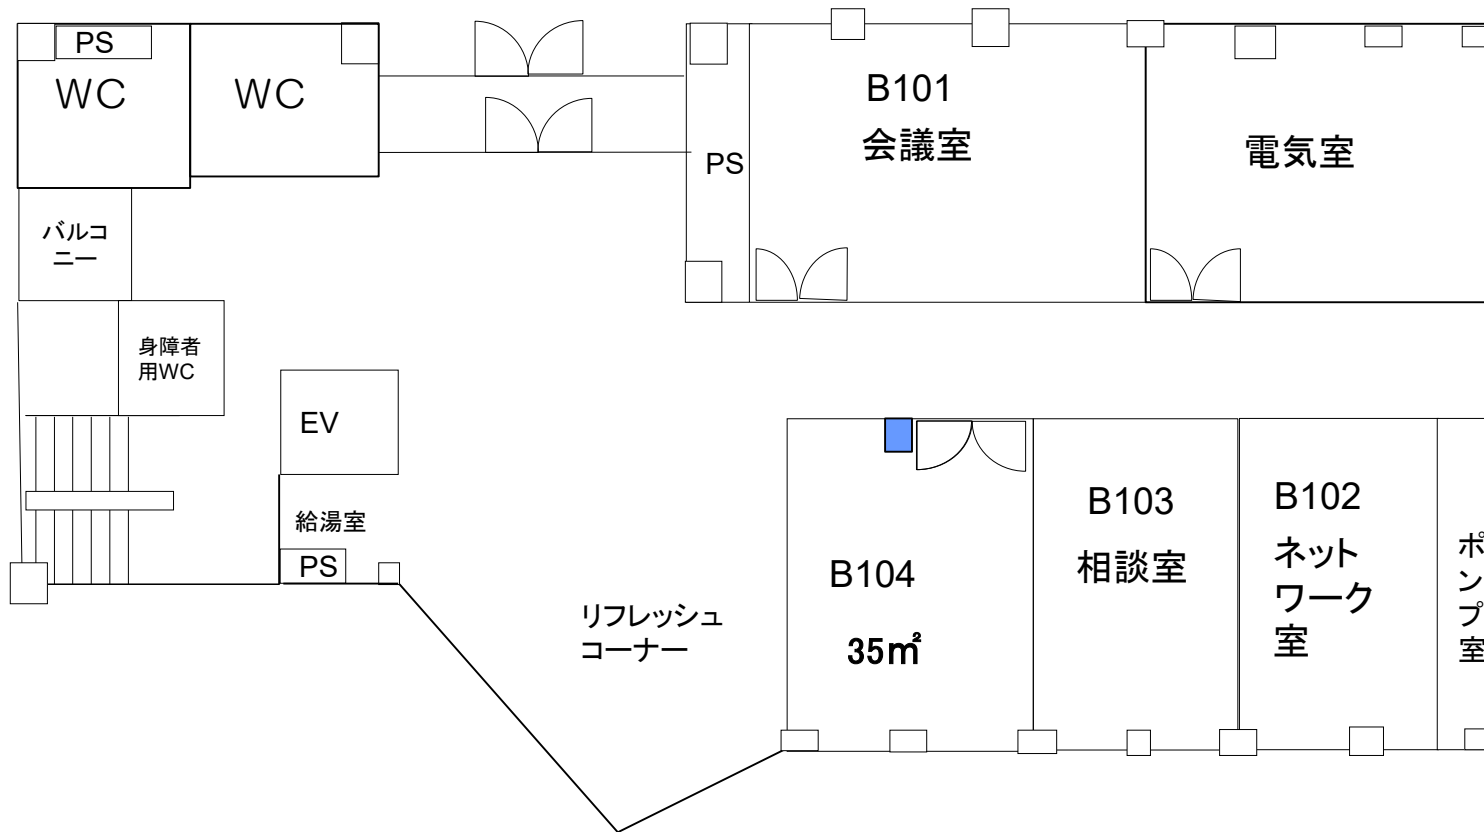 PS
WC
WC
B101
会議室
電気室
PS
バルコ
ニー
身障者
用WC
EV
給湯室
PS
リフレッシュ
コーナー
B104
35㎡
B103
相談室
B102
ネット
ワーク
室
ポ
ン
プ
室